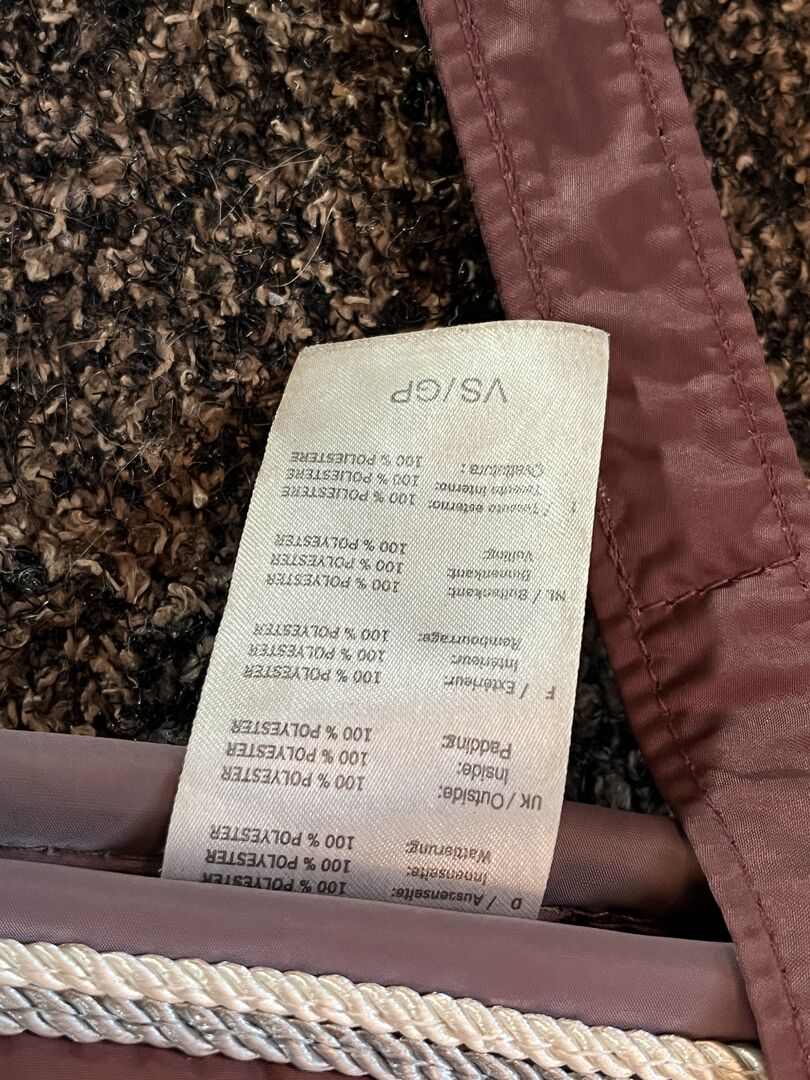 D / Aussenseite: 100 % POLYESTER
Innenseite: 100 % POLYESTER
Wattierung: 100 % POLYESTER
UK / Outside: 100 % POLYESTER
Inside: 100 % POLYESTER
Padding: 100 % POLYESTER
F / Extérieur: 100 % POLYESTER
Intérieur: 100 % POLYESTER
Rembourrage: 100 % POLYESTER
NL / Buitenkant: 100 % POLYESTER
Binnenkant: 100 % POLYESTER
Vulling: 100 % POLYESTER
I / Tessuto esterno: 100 % POLIESTERE
Tessuto interno: 100 % POLIESTERE
Ovattatura: 100 % POLIESTERE
VS/GP